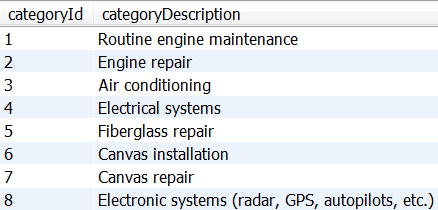 categoryId categoryDescription
1 Routine engine maintenance
2 Engine repair
3 Air conditioning
4 Electrical systems
5 Fiberglass repair
6 Canvas installation
7 Canvas repair
8 Electronic systems (radar, GPS, autopilots, etc.)